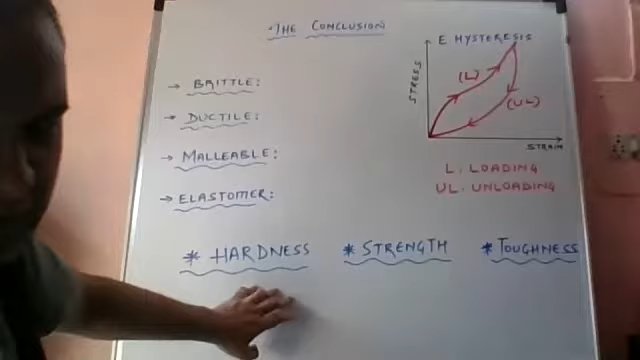 ·THE CONCLUSION
→ BRITTLE:
→ DUCTILE:
→ MALLEABLE:
→ ELASTOMER:
E HYSTERESIS
STRESS
(L)
(UL)
STRAIN
L: LOADING
UL: UNLOADING
* HARDNESS * STRENGTH * TOUGHNESS